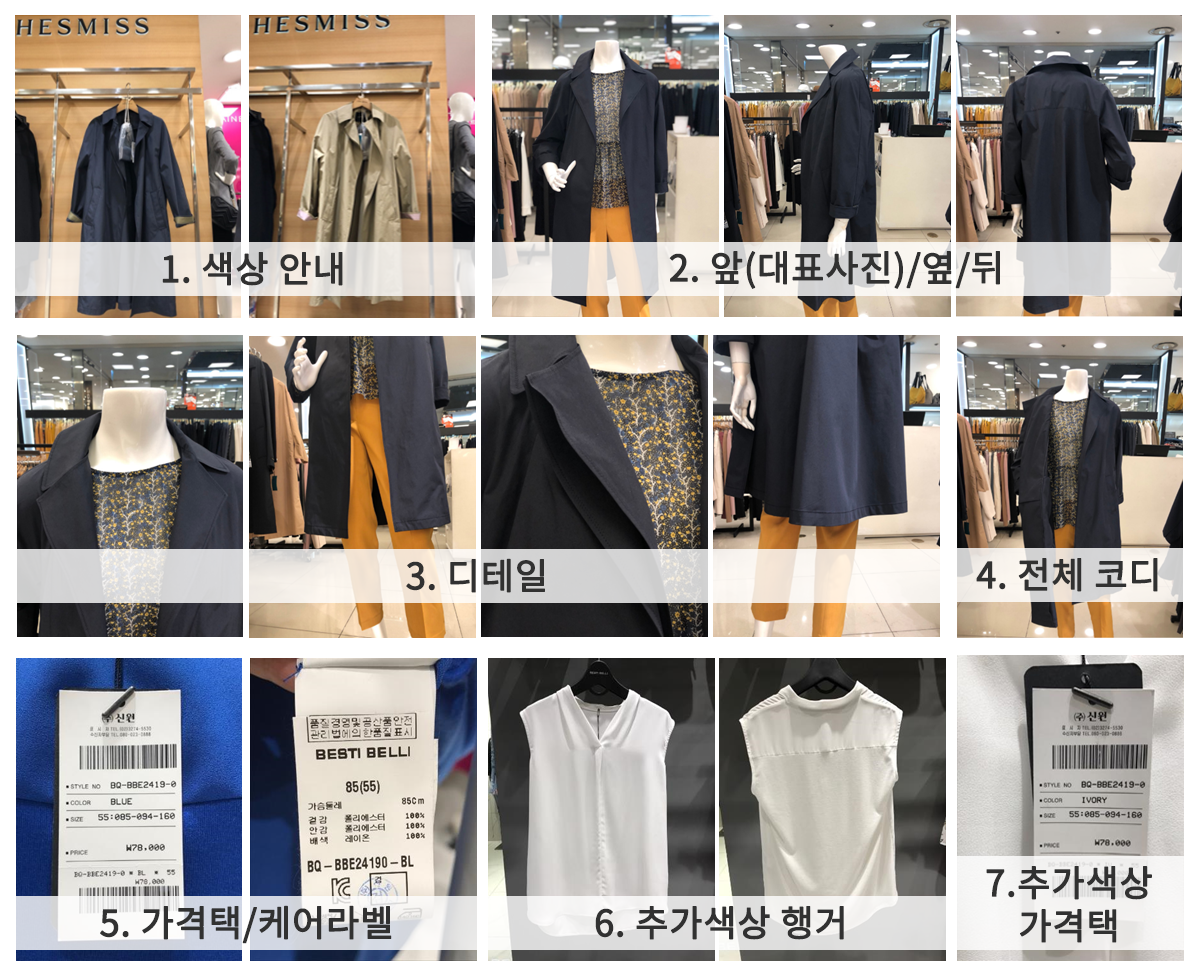 HESMISS
HESMISS
1. 색상 안내
2. 앞(대표사진)/옆/뒤
3. 디테일
4. 전체 코디
㈜신원
STYLE NO BQ-BBE2419-0
COLOR BLUE
SIZE 55:085-094-160
PRICE ₩78,000
BQ-BBE2419-0 * BL * 55
₩78,000
품질경영및공산품안전
관리법에의한품질표시
BESTI BELLI
85(55)
가슴둘레 85Cm
겉감 폴리에스터 100%
안감 폴리에스터 100%
배색 레이온 100%
BQ-BBE24190-BL
5. 가격택/케어라벨
BESTI BELLI
6. 추가색상 행거
㈜신원
STYLE NO BQ-BBE2419-0
COLOR IVORY
SIZE 55:085-094-160
PRICE ₩78,000
7.추가색상
가격택